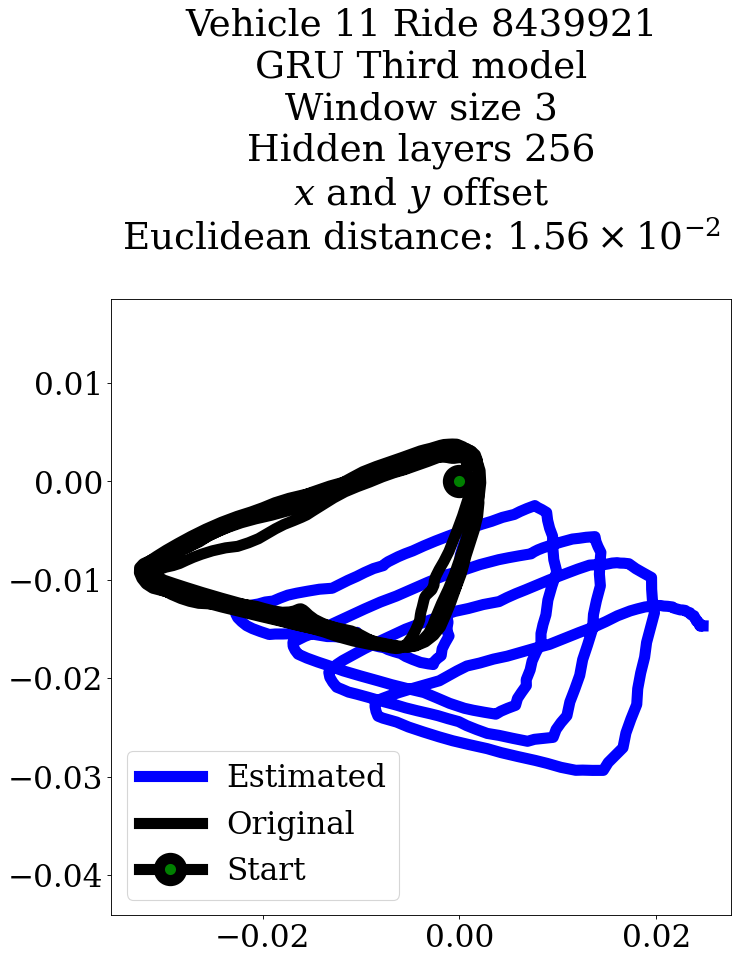 Vehicle 11 Ride 8439921
GRU Third model
Window size 3
Hidden layers 256
x and y offset
Euclidean distance: 1.56 × 10⁻²
0.01
0.00
−0.01
−0.02
−0.03
−0.04
Estimated
Original
Start
−0.02 0.00 0.02